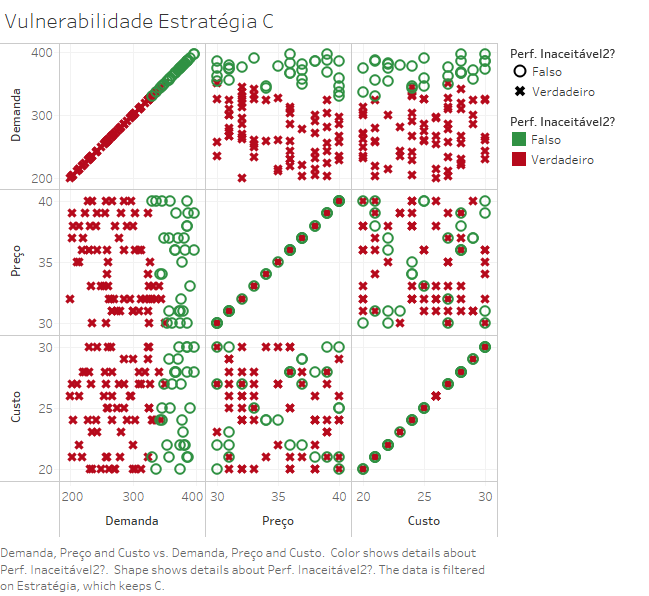 Vulnerabilidade Estratégia C
Perf. Inaceitável2?
Falso
Verdadeiro
Perf. Inaceitável2?
Falso
Verdadeiro
Demanda
400
300
200
Preço
40
35
30
Custo
30
25
20
200 300 400 30 35 40 20 25 30
Demanda Preço Custo
Demanda, Preço and Custo vs. Demanda, Preço and Custo. Color shows details about
Perf. Inaceitável2?. Shape shows details about Perf. Inaceitável2?. The data is filtered
on Estratégia, which keeps C.